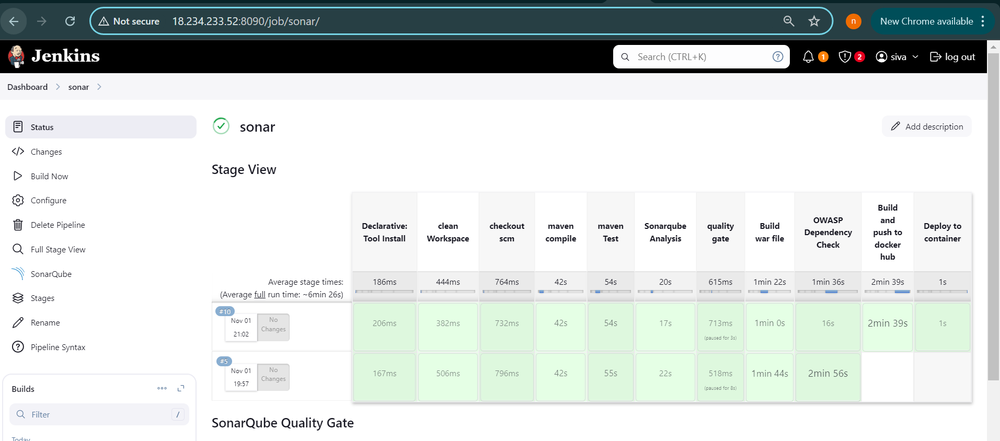 Not secure
18.234.233.52:8090/job/sonar/
n
New Chrome available
Jenkins
Search (CTRL+K)
?
1
2
siva
log out
Dashboard
sonar
Status
Changes
Build Now
Configure
Delete Pipeline
Full Stage View
SonarQube
Stages
Rename
Pipeline Syntax
Builds
Filter
/
Today
sonar
Add description
Stage View
Declarative:
Tool Install
clean
Workspace
checkout
scm
maven
compile
maven
Test
Sonarqube
Analysis
quality
gate
Build
war file
OWASP
Dependency
Check
Build
and
push to
docker
hub
Deploy to
container
Average stage times:
(Average full run time: ~6min 26s)
186ms
444ms
764ms
42s
54s
20s
615ms
1min 22s
1min 36s
2min 39s
1s
#10
Nov 01
21:02
No
Changes
206ms
382ms
732ms
42s
54s
17s
713ms
(paused for 3s)
1min 0s
16s
2min 39s
1s
#5
Nov 01
19:57
No
Changes
167ms
506ms
796ms
42s
55s
22s
518ms
(paused for 8s)
1min 44s
2min 56s
SonarQube Quality Gate